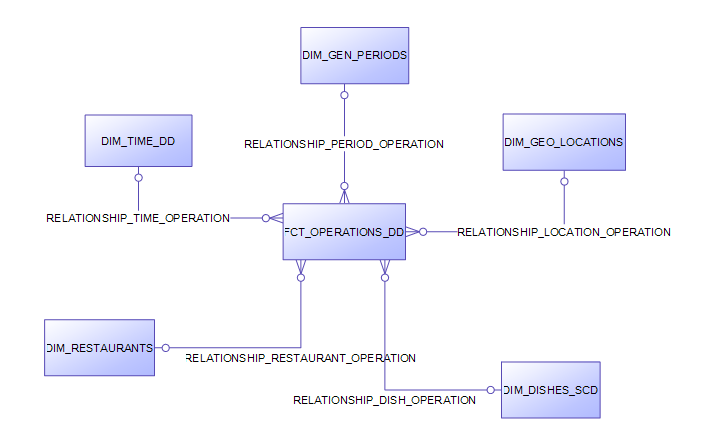 DIM_GEN_PERIODS
DIM_TIME_DD
RELATIONSHIP_PERIOD_OPERATION
DIM_GEO_LOCATIONS
RELATIONSHIP_TIME_OPERATION
FCT_OPERATIONS_DD
RELATIONSHIP_LOCATION_OPERATION
DIM_RESTAURANTS
RELATIONSHIP_RESTAURANT_OPERATION
RELATIONSHIP_DISH_OPERATION
DIM_DISHES_SCD